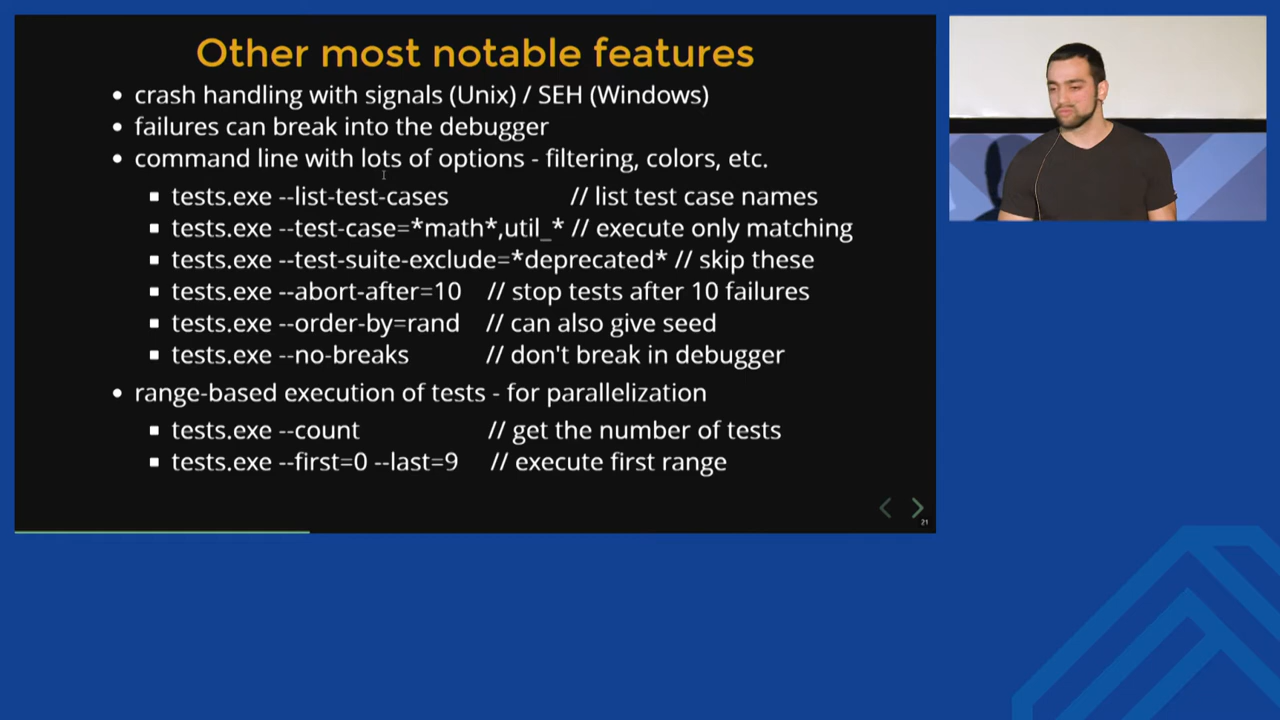 Other most notable features
• crash handling with signals (Unix) / SEH (Windows)
• failures can break into the debugger
• command line with lots of options - filtering, colors, etc.
▪ tests.exe --list-test-cases // list test case names
▪ tests.exe --test-case=*math*,util_* // execute only matching
▪ tests.exe --test-suite-exclude=*deprecated* // skip these
▪ tests.exe --abort-after=10 // stop tests after 10 failures
▪ tests.exe --order-by=rand // can also give seed
▪ tests.exe --no-breaks // don't break in debugger
• range-based execution of tests - for parallelization
▪ tests.exe --count // get the number of tests
▪ tests.exe --first=0 --last=9 // execute first range
21